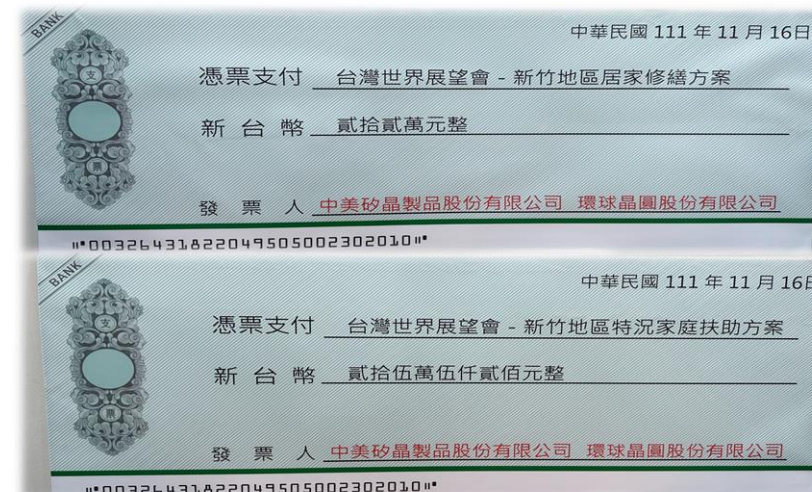 BANK
中華民國 111 年 11 月 16日
支
憑票支付 台灣世界展望會 - 新竹地區居家修繕方案
新 台 幣 貳拾貳萬元整
票
發 票 人 中美矽晶製品股份有限公司 環球晶圓股份有限公司
⑈0032643182204950500230201⁠0⑈
BANK
中華民國 111 年 11 月 16日
支
憑票支付 台灣世界展望會 - 新竹地區特況家庭扶助方案
新 台 幣 貳拾伍萬伍仟貳佰元整
票
發 票 人 中美矽晶製品股份有限公司 環球晶圓股份有限公司
⑈00326431822049505002302010⑈